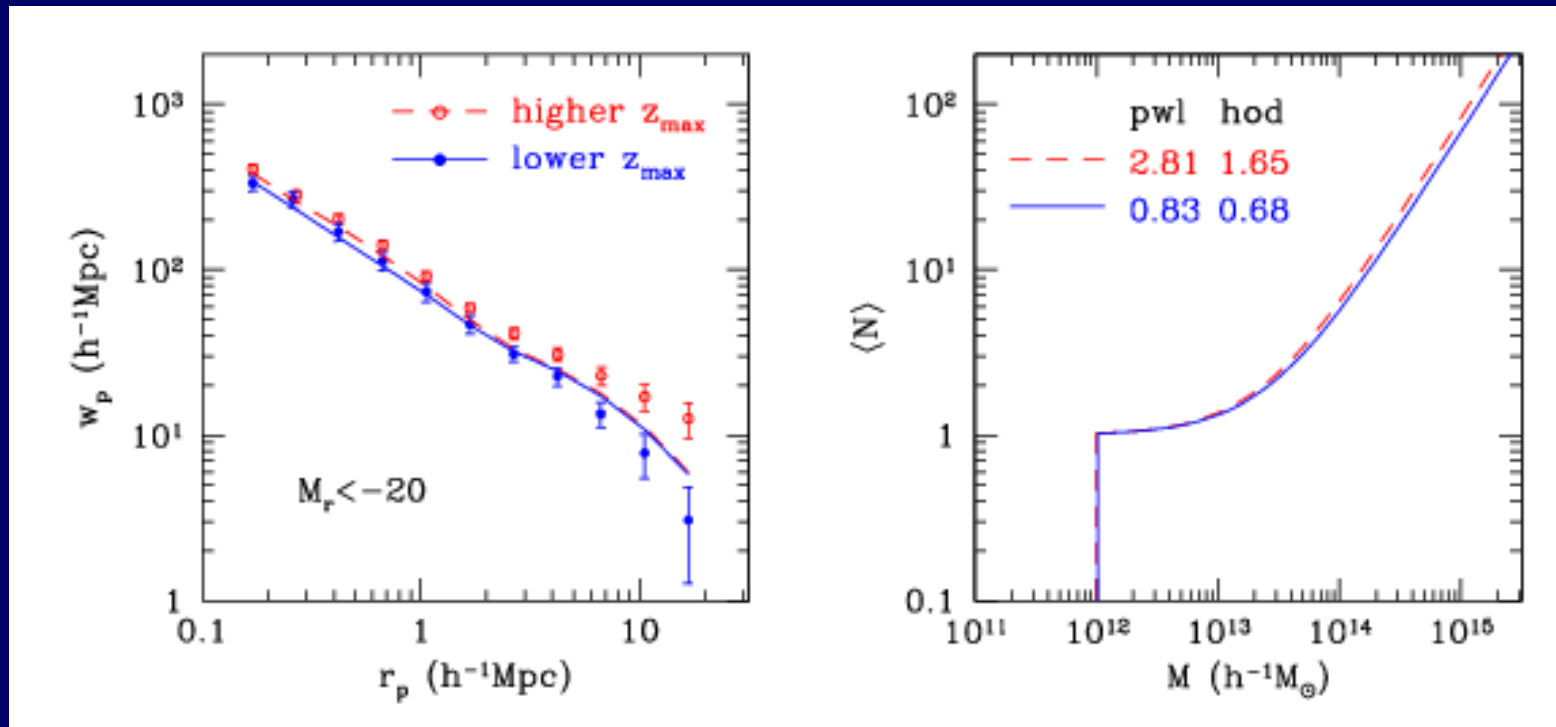 10³
10²
10¹
1
0.1
1
10
w_p (h⁻¹Mpc)
r_p (h⁻¹Mpc)
higher z_max
lower z_max
M_r<−20
10²
10¹
1
0.1
10¹¹
10¹²
10¹³
10¹⁴
10¹⁵
⟨N⟩
M (h⁻¹M_⊙)
pwl hod
2.81 1.65
0.83 0.68